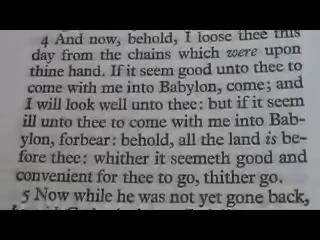 4 And now, behold, I loose thee this
day from the chains which were upon
thine hand. If it seem good unto thee to
come with me into Babylon, come; and
I will look well unto thee: but if it seem
ill unto thee to come with me into Bab-
ylon, forbear: behold, all the land is be-
fore thee: whither it seemeth good and
convenient for thee to go, thither go.
5 Now while he was not yet gone back,